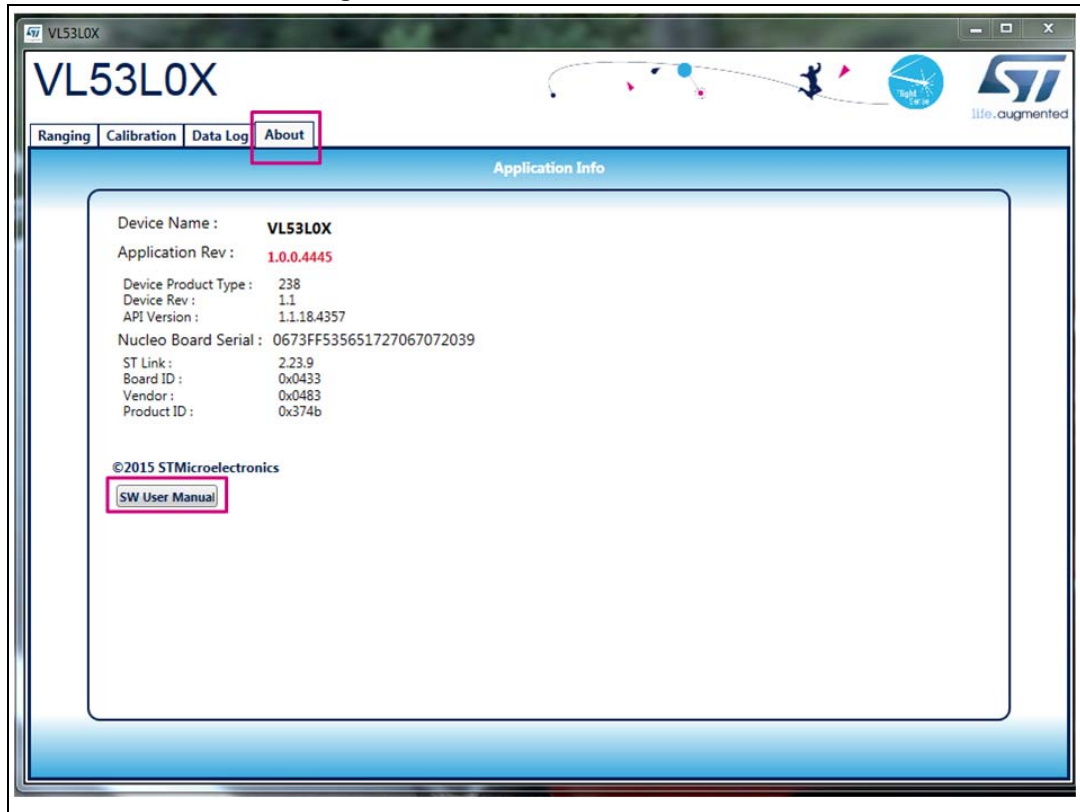 VL53L0X
VL53L0X
Flight
Sense
life.augmented
Ranging Calibration Data Log About
Application Info
Device Name : VL53L0X
Application Rev : 1.0.0.4445
Device Product Type : 238
Device Rev : 1.1
API Version : 1.1.18.4357
Nucleo Board Serial : 0673FF535651727067072039
ST Link : 2.23.9
Board ID : 0x0433
Vendor : 0x0483
Product ID : 0x374b
©2015 STMicroelectronics
SW User Manual